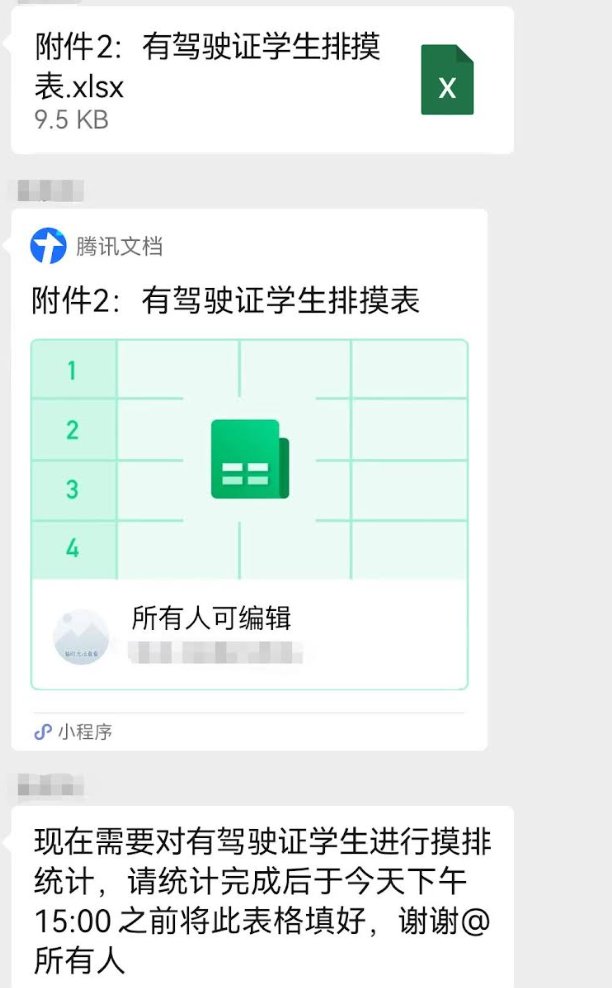 附件2：有驾驶证学生排摸
表.xlsx
9.5 KB
X
腾讯文档
附件2：有驾驶证学生排摸表
1
2
3
4
所有人可编辑
小程序
现在需要对有驾驶证学生进行摸排
统计，请统计完成后于今天下午
15:00 之前将此表格填好，谢谢@
所有人